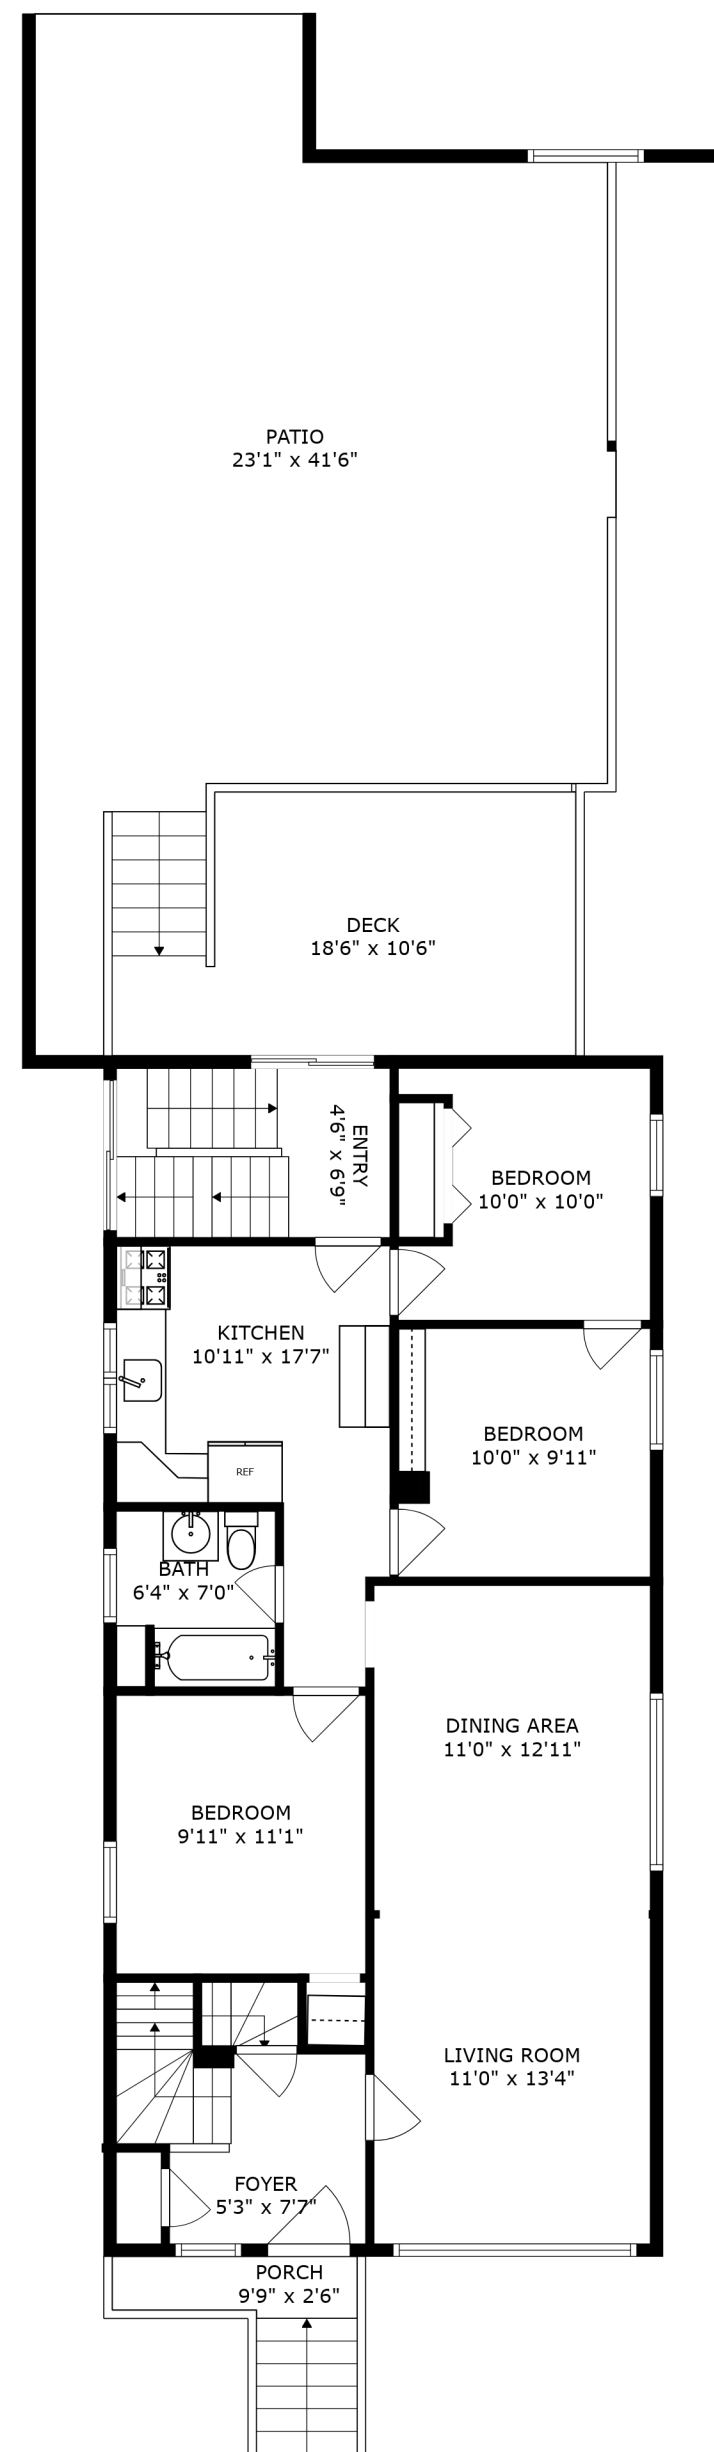 PATIO
23'1" x 41'6"
DECK
18'6" x 10'6"
ENTRY
4'6" x 6'9"
BEDROOM
10'0" x 10'0"
KITCHEN
10'11" x 17'7"
BEDROOM
10'0" x 9'11"
REF
BATH
6'4" x 7'0"
DINING AREA
11'0" x 12'11"
BEDROOM
9'11" x 11'1"
LIVING ROOM
11'0" x 13'4"
FOYER
5'3" x 7'7"
PORCH
9'9" x 2'6"